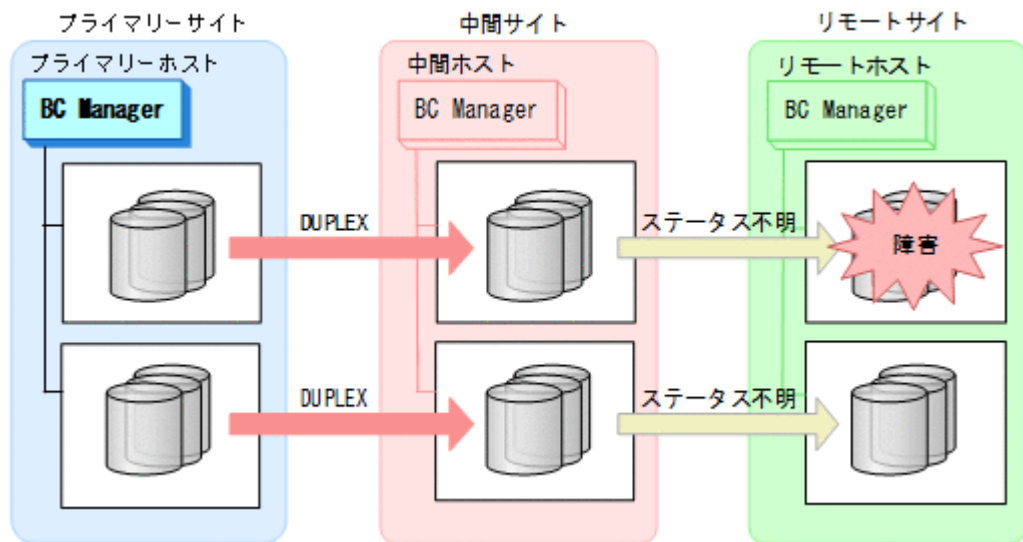 プライマリーサイト
中間サイト
リモートサイト
プライマリーホスト
中間ホスト
リモートホスト
BC Manager
BC Manager
BC Manager
DUPLEX
ステータス不明
障害
DUPLEX
ステータス不明